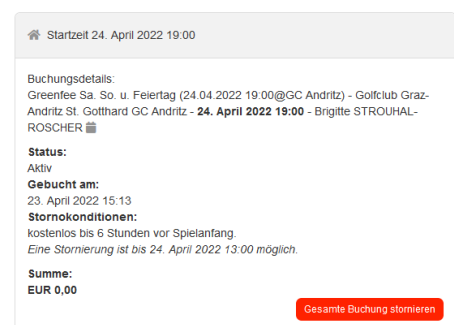 Startzeit 24. April 2022 19:00
Buchungsdetails:
Greenfee Sa. So. u. Feiertag (24.04.2022 19:00@GC Andritz) - Golfclub Graz-
Andritz St. Gotthard GC Andritz - 24. April 2022 19:00 - Brigitte STROUHAL-
ROSCHER
Status:
Aktiv
Gebucht am:
23. April 2022 15:13
Stornokonditionen:
kostenlos bis 6 Stunden vor Spielanfang.
Eine Stornierung ist bis 24. April 2022 13:00 möglich.
Summe:
EUR 0,00
Gesamte Buchung stornieren